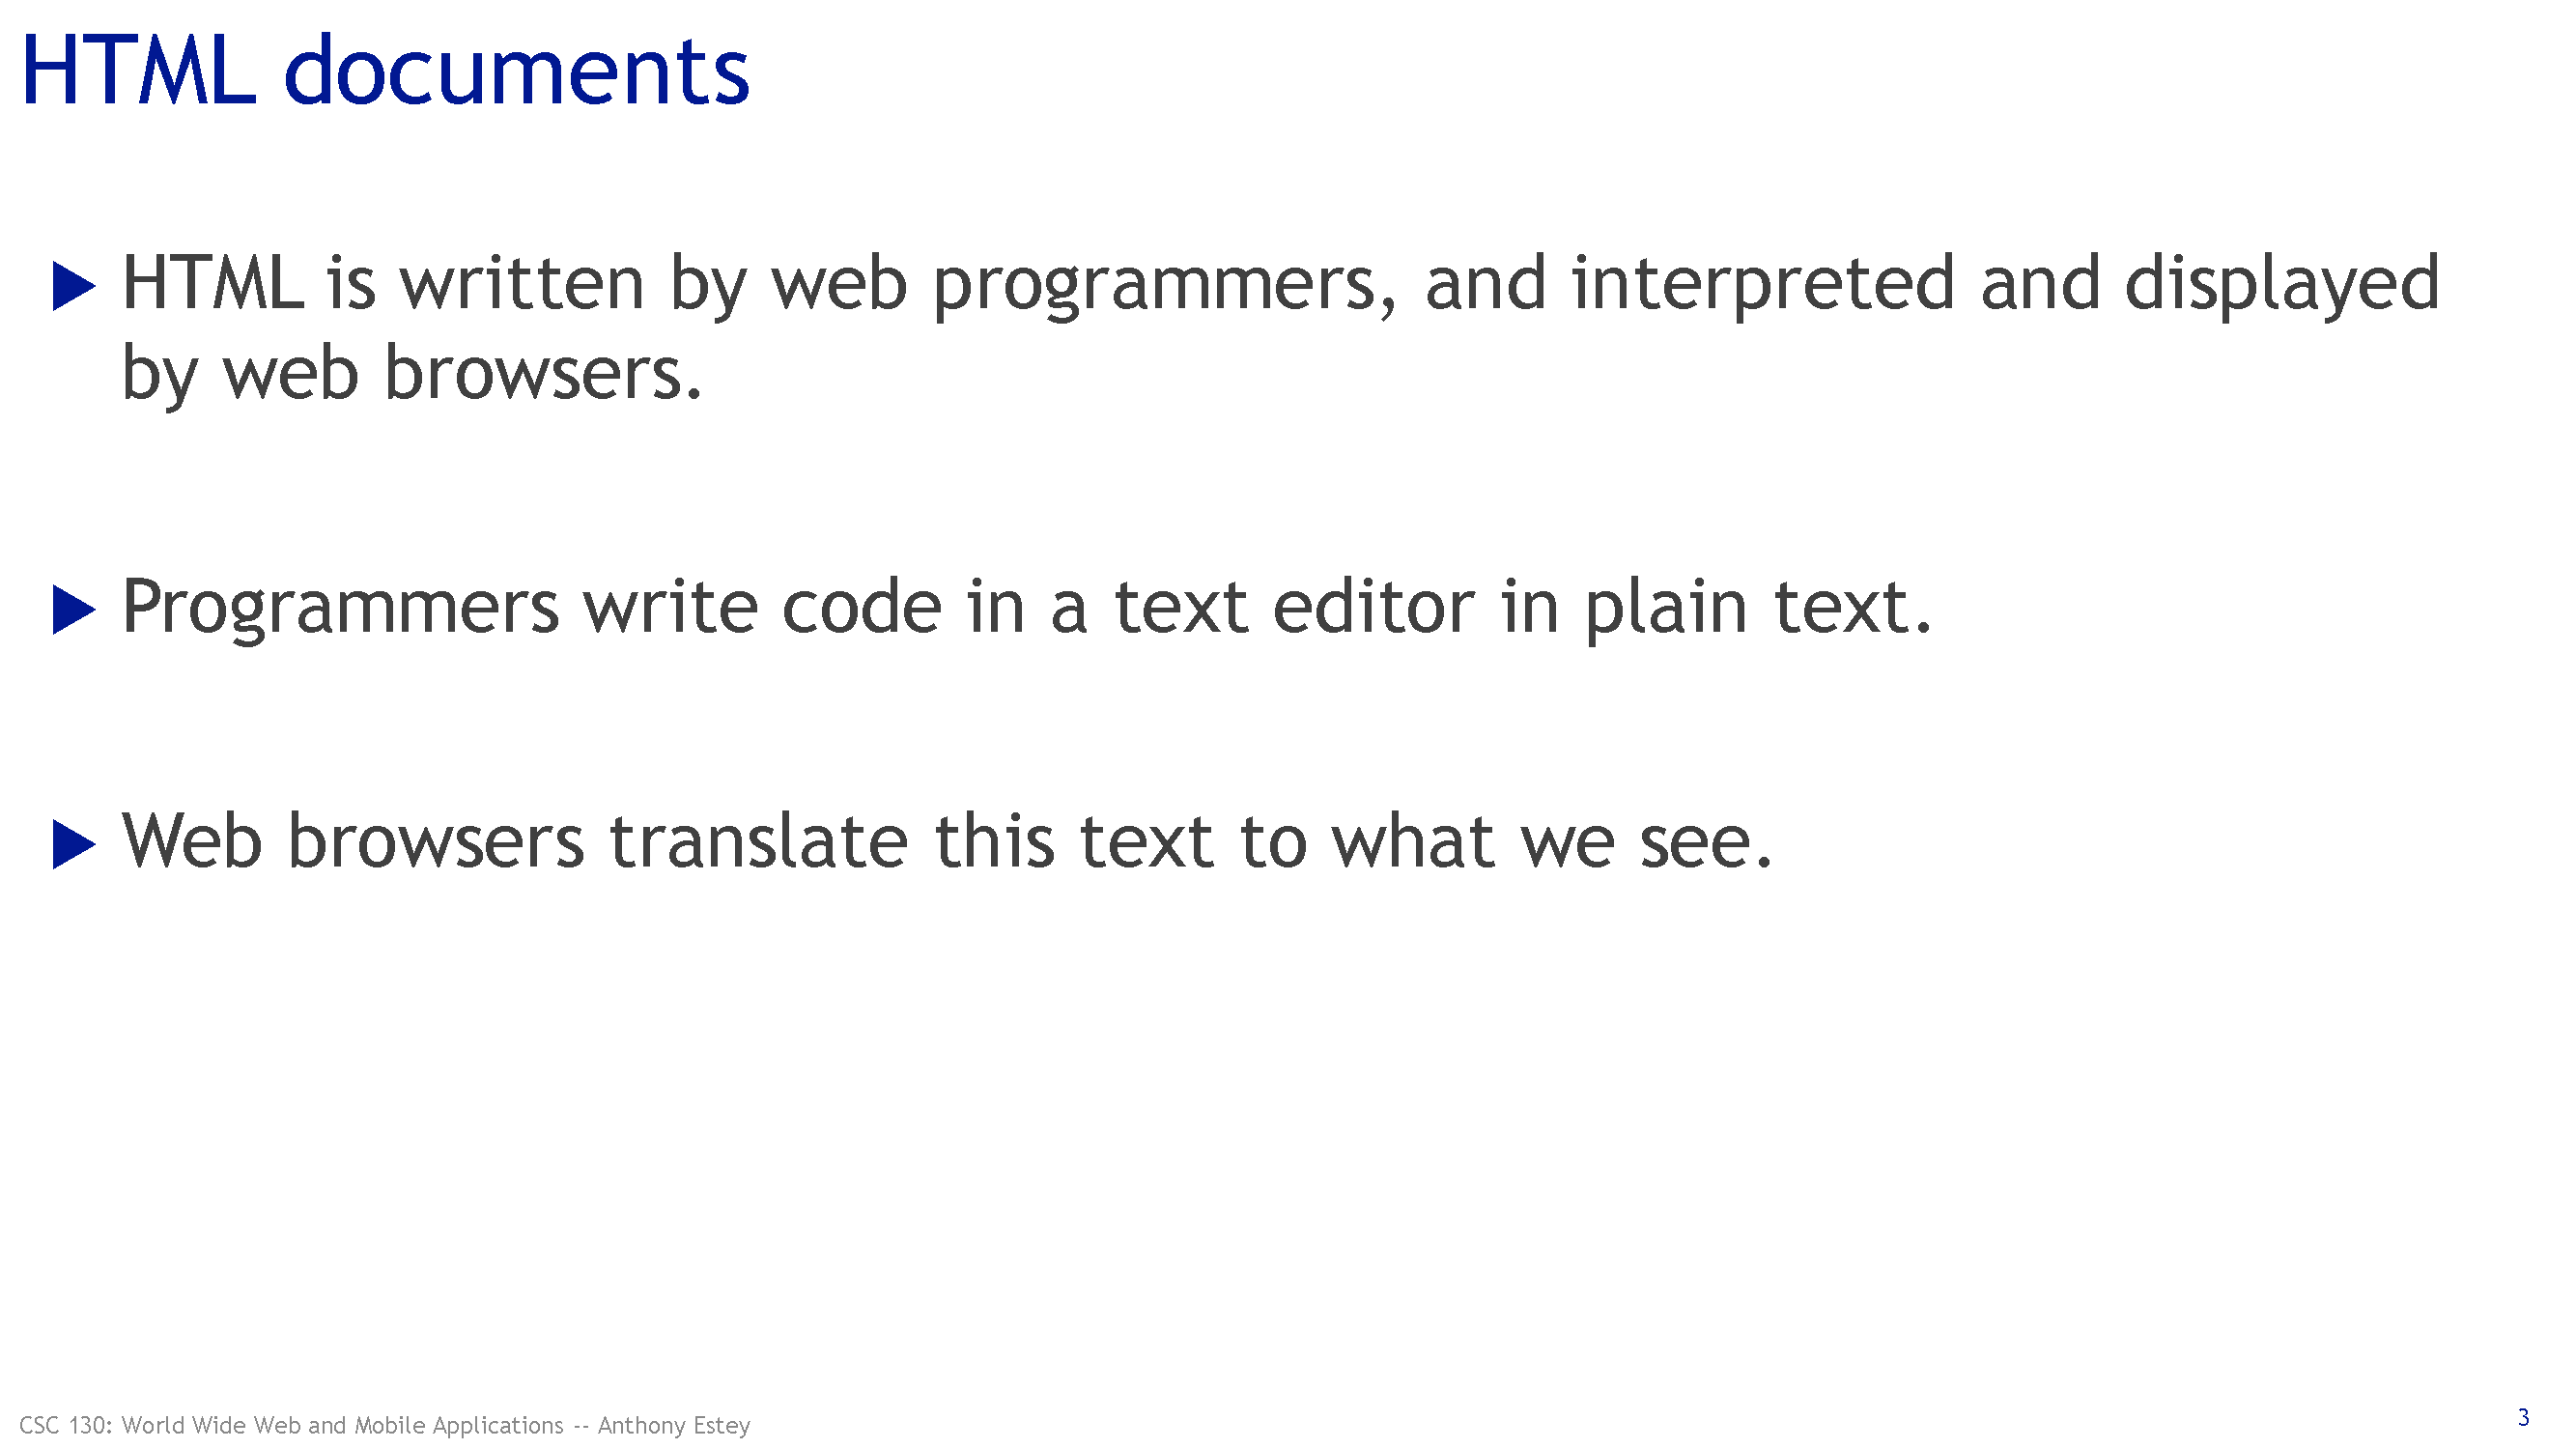 HTML documents
HTML is written by web programmers, and interpreted and displayed
by web browsers.
Programmers write code in a text editor in plain text.
Web browsers translate this text to what we see.
CSC 130: World Wide Web and Mobile Applications -- Anthony Estey
3